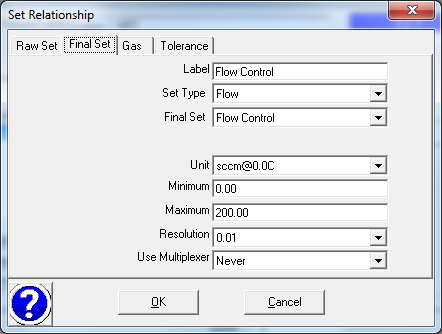 Set Relationship
Raw Set Final Set Gas Tolerance
Label Flow Control
Set Type Flow
Final Set Flow Control
Unit sccm@0.0C
Minimum 0.00
Maximum 200.00
Resolution 0.01
Use Multiplexer Never
? OK Cancel